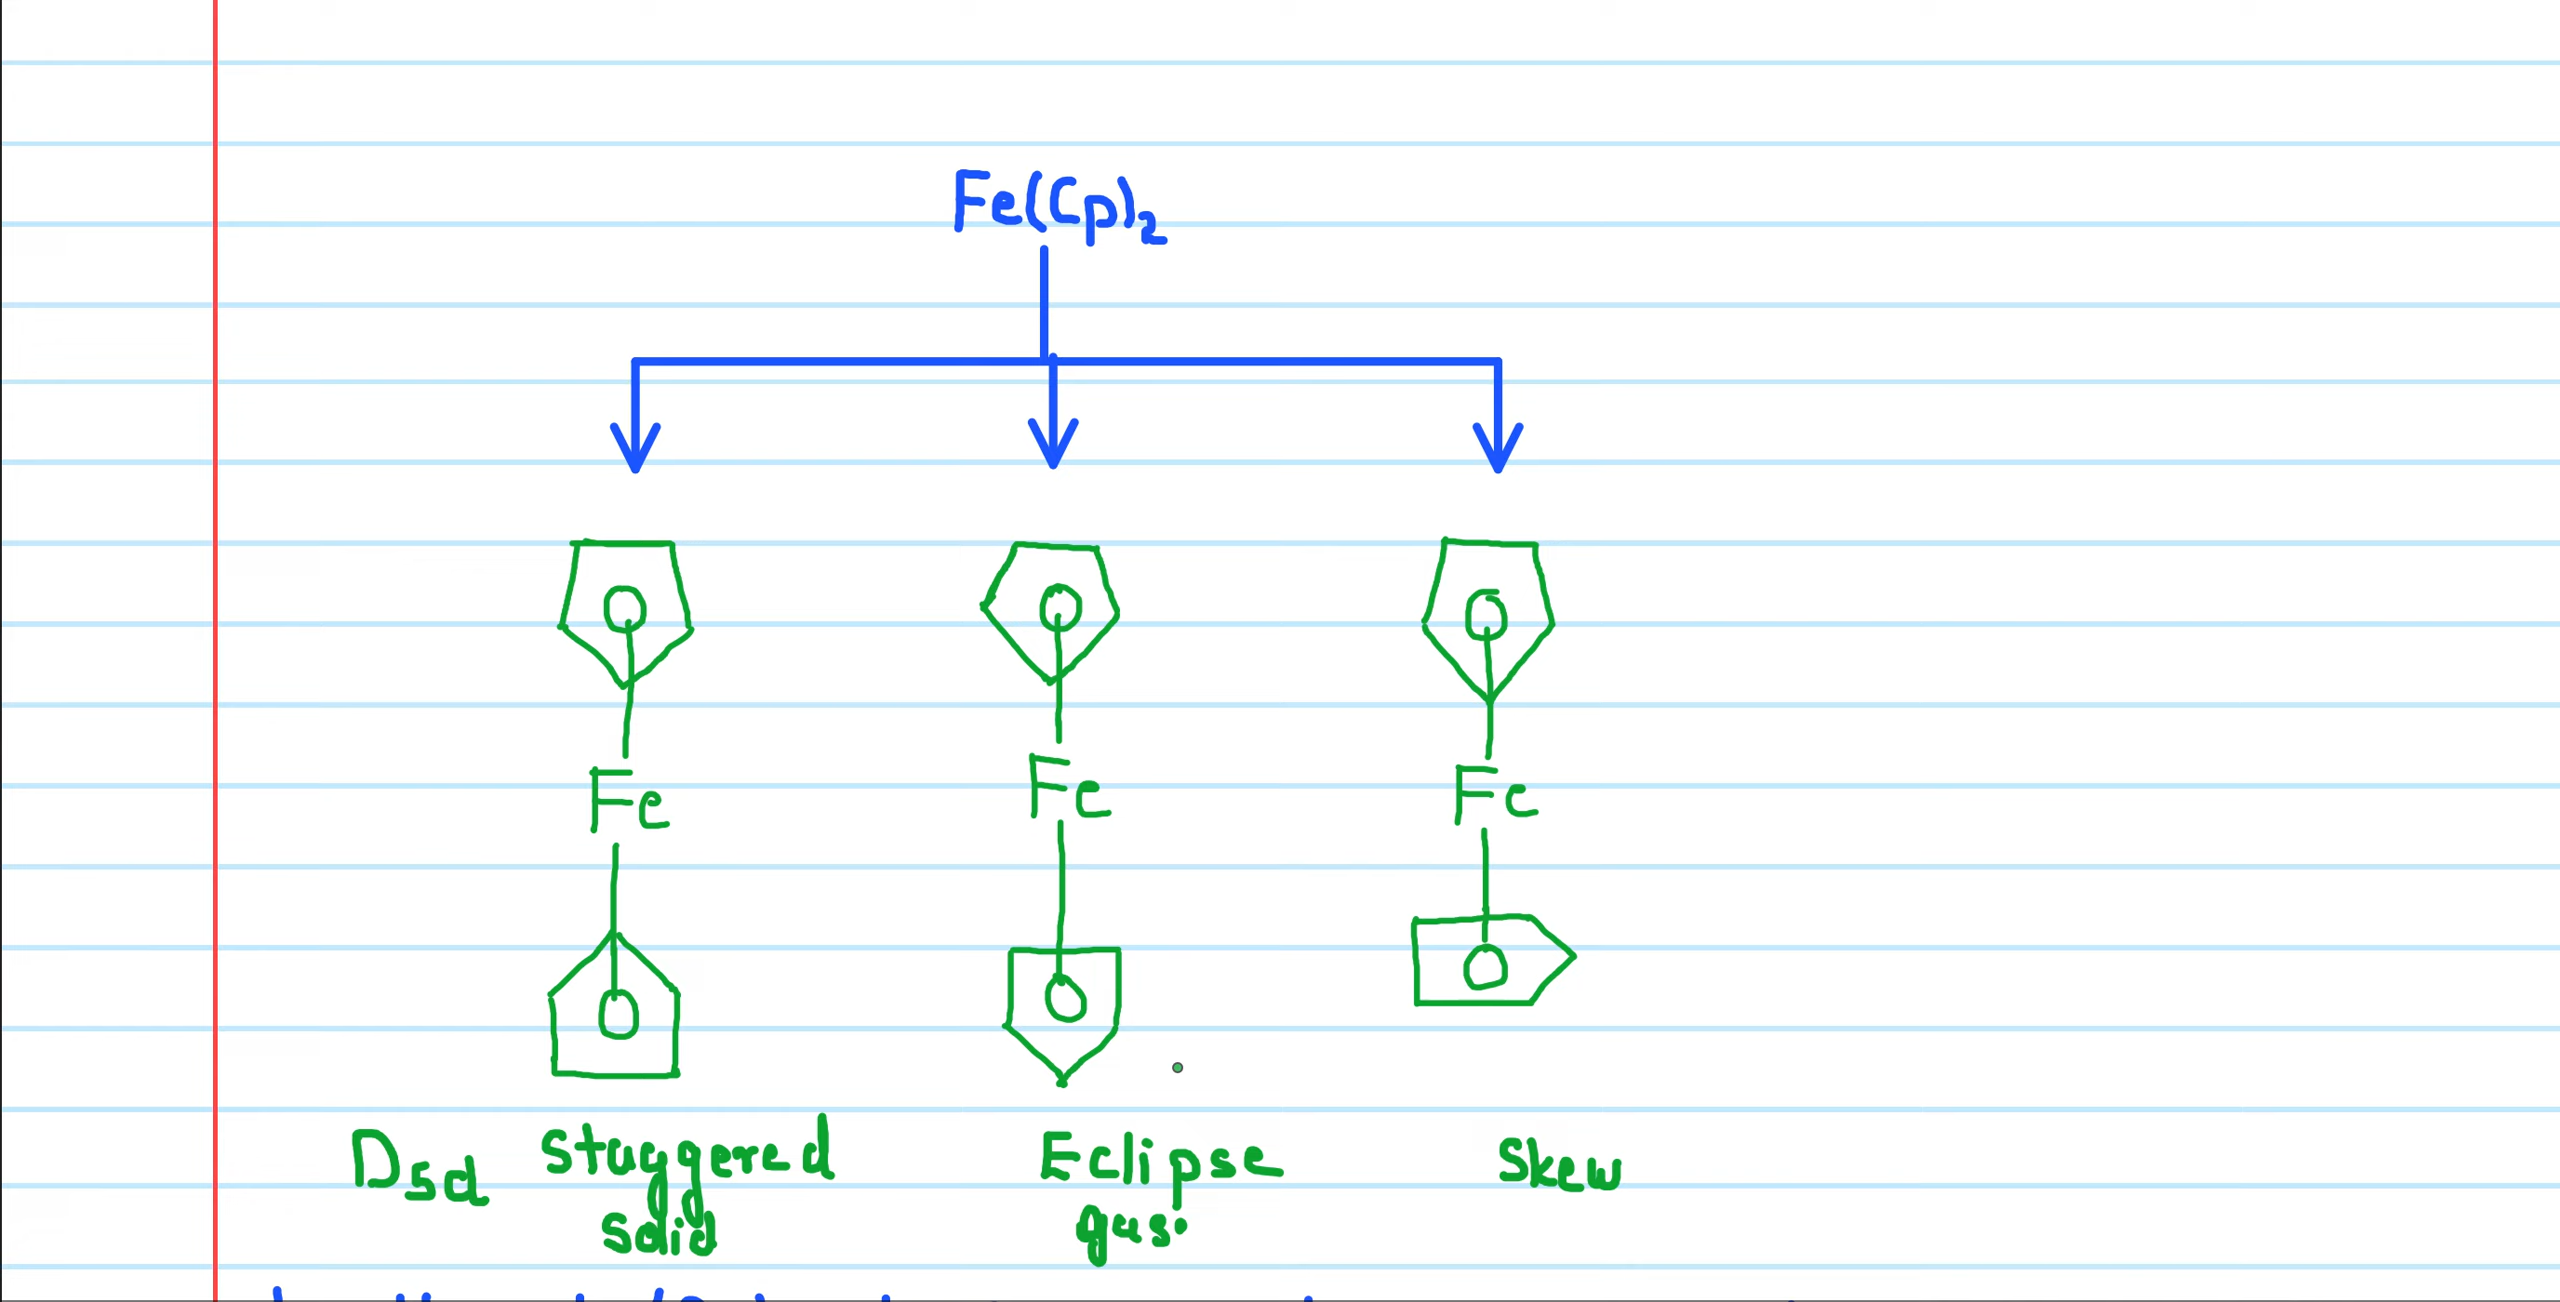 Fe(Cp)₂
Fe Fe Fe
D5d Staggered Eclipse Skew
solid gas.